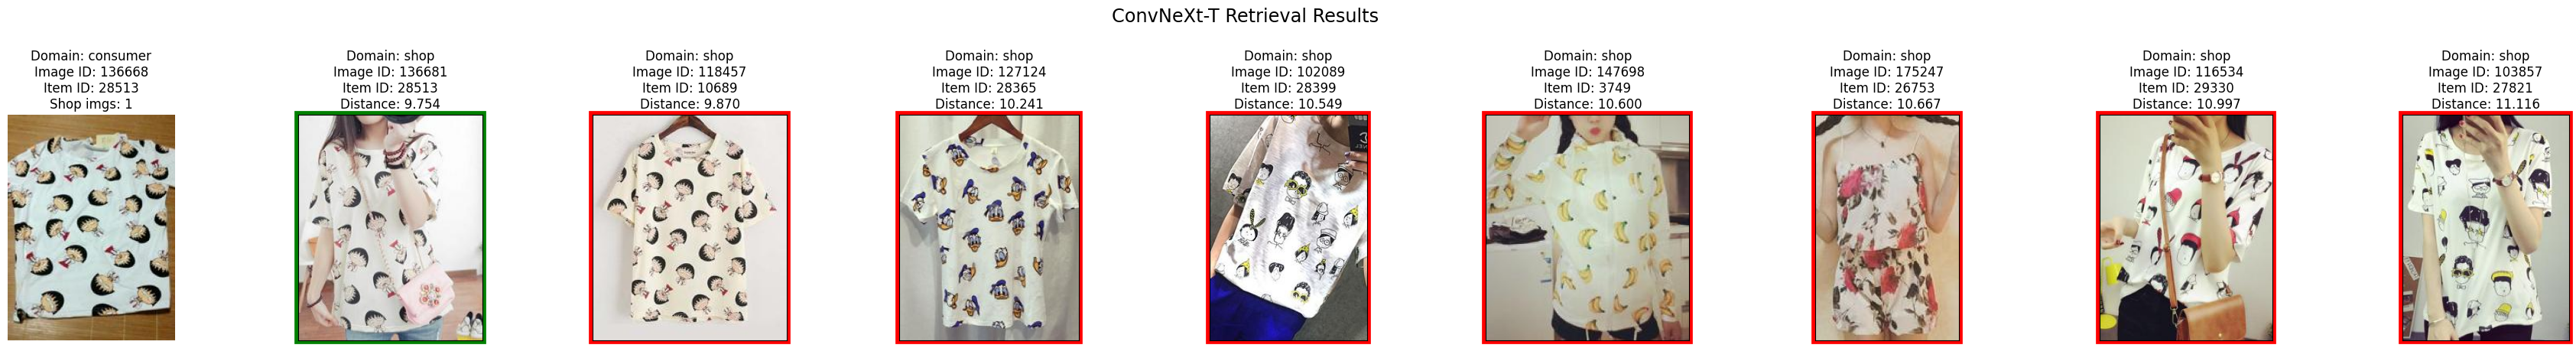 ConvNeXt-T Retrieval Results
Domain: consumer
Image ID: 136668
Item ID: 28513
Shop imgs: 1
Domain: shop
Image ID: 136681
Item ID: 28513
Distance: 9.754
Domain: shop
Image ID: 118457
Item ID: 10689
Distance: 9.870
Domain: shop
Image ID: 127124
Item ID: 28365
Distance: 10.241
Domain: shop
Image ID: 102089
Item ID: 28399
Distance: 10.549
Domain: shop
Image ID: 147698
Item ID: 3749
Distance: 10.600
Domain: shop
Image ID: 175247
Item ID: 26753
Distance: 10.667
Domain: shop
Image ID: 116534
Item ID: 29330
Distance: 10.997
Domain: shop
Image ID: 103857
Item ID: 27821
Distance: 11.116